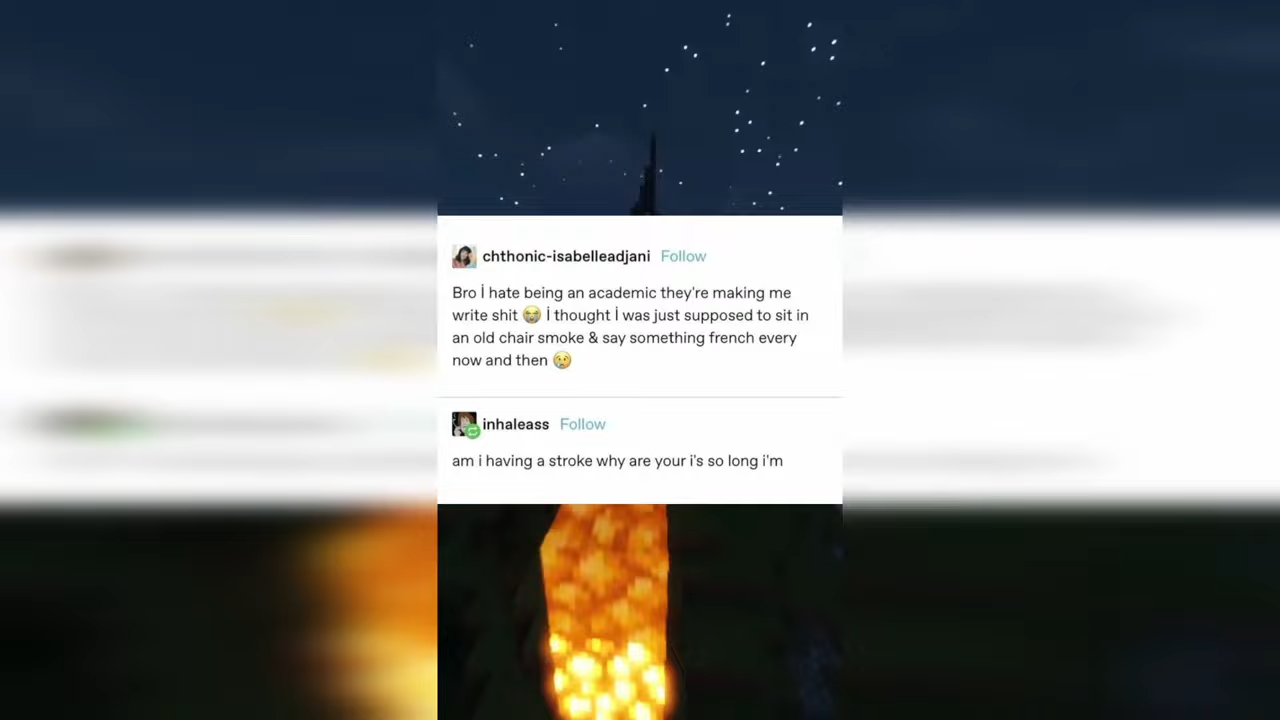 chthonic-isabelleadjani Follow
Bro İ hate being an academic they're making me
write shit 😭 İ thought İ was just supposed to sit in
an old chair smoke & say something french every
now and then 😢
inhaleass Follow
am i having a stroke why are your i's so long i'm